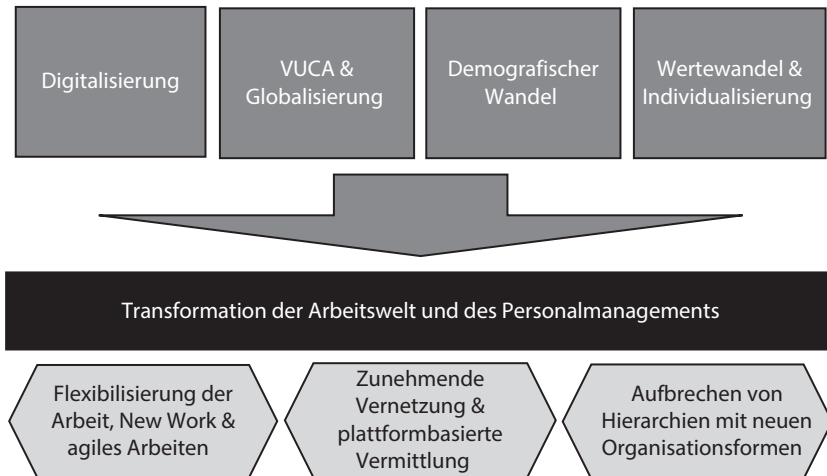 Digitalisierung
VUCA &
Globalisierung
Demografischer
Wandel
Wertewandel &
Individualisierung
Transformation der Arbeitswelt und des Personalmanagements
Flexibilisierung der
Arbeit, New Work &
agiles Arbeiten
Zunehmende
Vernetzung &
plattformbasierte
Vermittlung
Aufbrechen von
Hierarchien mit neuen
Organisationsformen